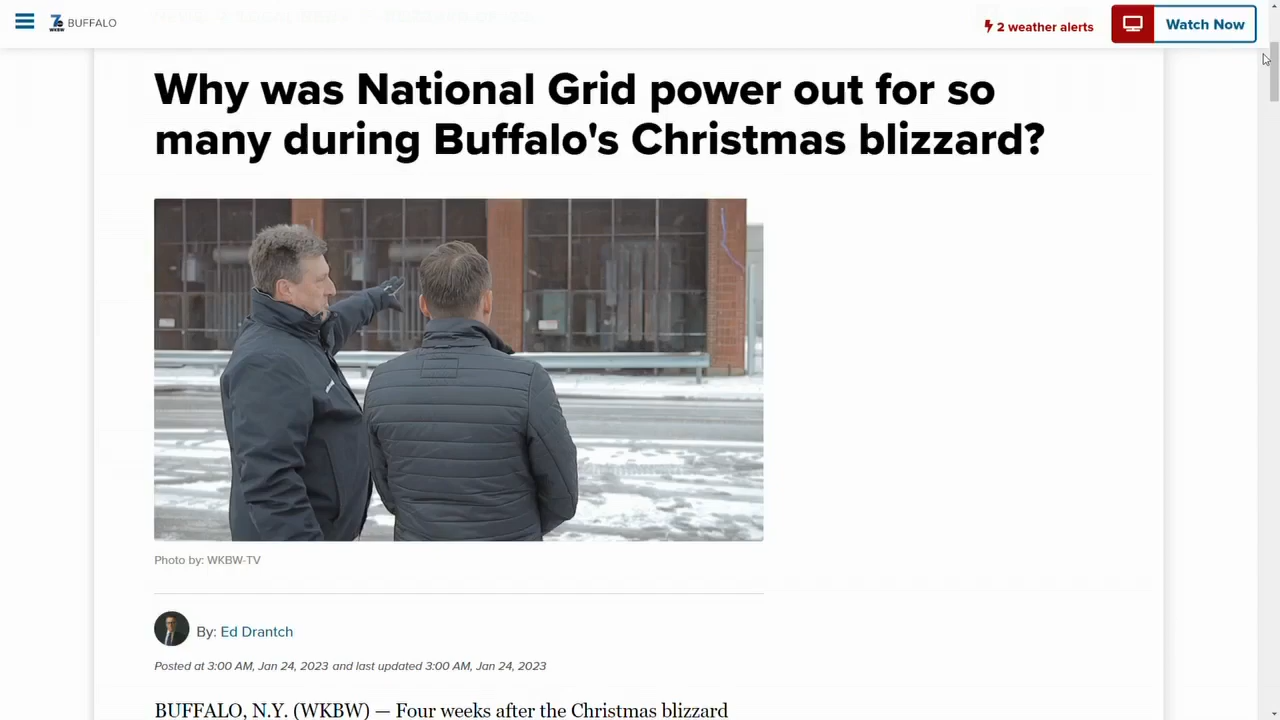 7 WKBW
BUFFALO
2 weather alerts
Watch Now
Why was National Grid power out for so
many during Buffalo's Christmas blizzard?
Photo by: WKBW-TV
By: Ed Drantch
Posted at 3:00 AM, Jan 24, 2023 and last updated 3:00 AM, Jan 24, 2023
BUFFALO, N.Y. (WKBW) — Four weeks after the Christmas blizzard